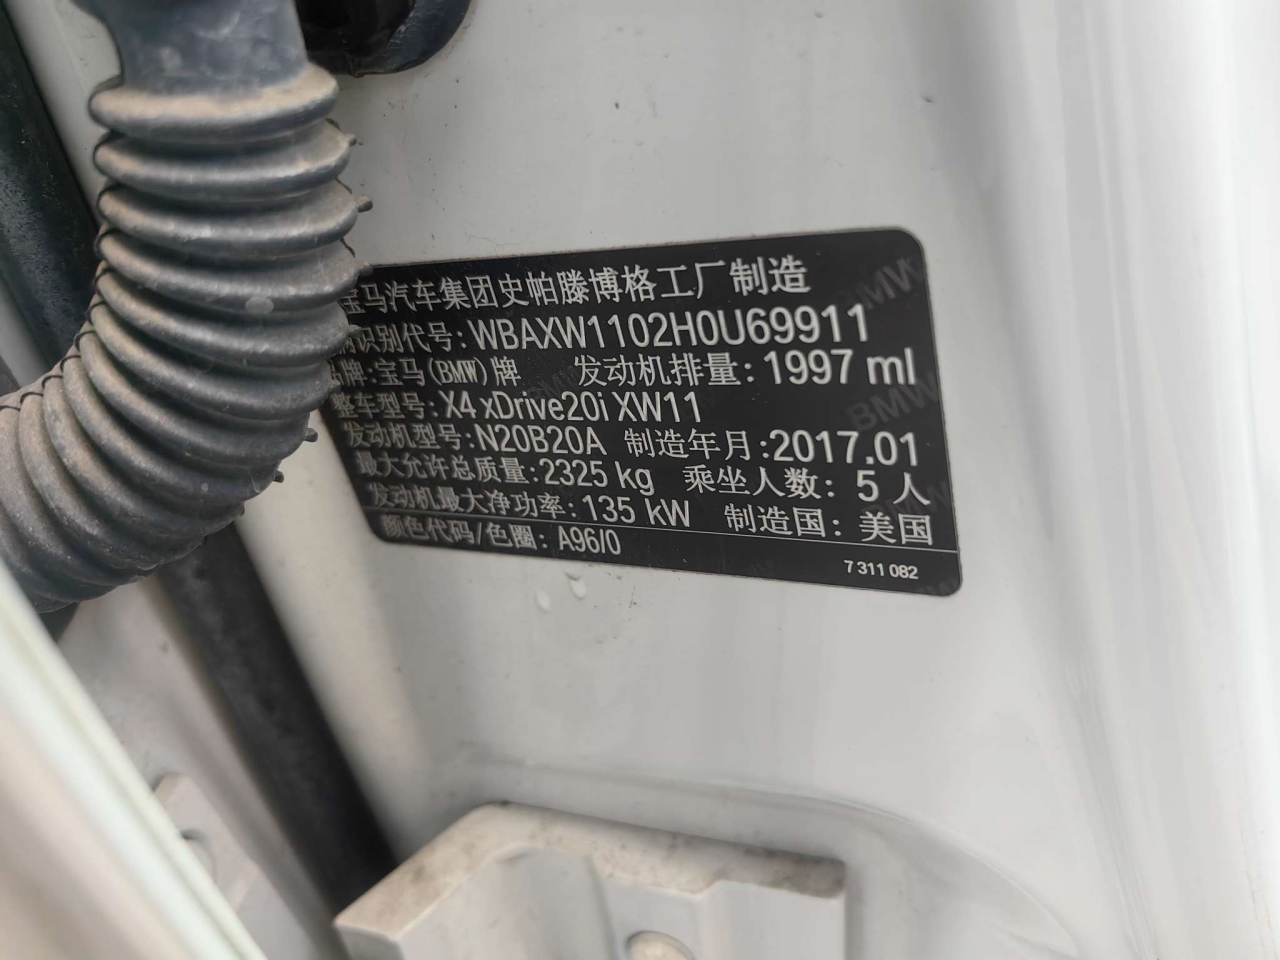 宝马汽车集团史帕滕博格工厂制造
辆识别代号:WBAXW1102H0U69911
品牌:宝马(BMW)牌 发动机排量:1997 ml
整车型号:X4 xDrive20i XW11
发动机型号:N20B20A 制造年月:2017.01
最大允许总质量:2325 kg 乘坐人数:5人
发动机最大净功率:135 kW 制造国:美国
颜色代码/色圈:A96/0
7 311 082